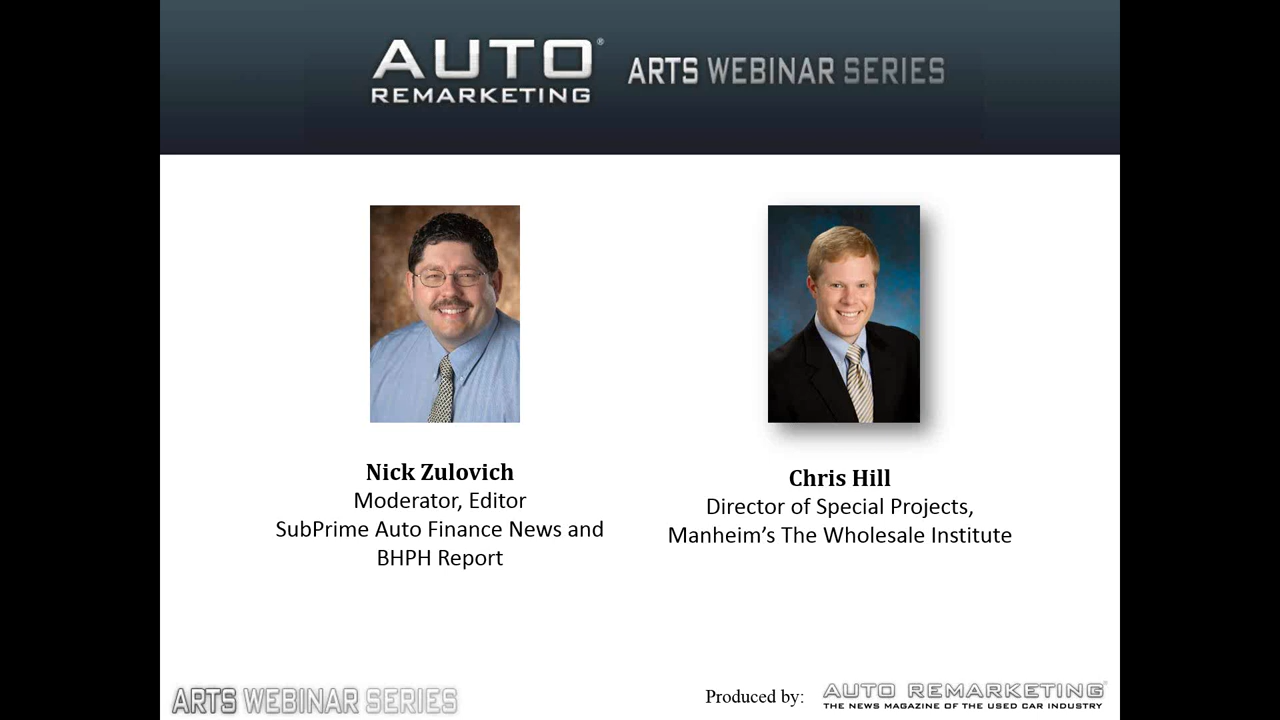 AUTO®
REMARKETING
ARTS WEBINAR SERIES
Nick Zulovich
Moderator, Editor
SubPrime Auto Finance News and
BHPH Report
Chris Hill
Director of Special Projects,
Manheim’s The Wholesale Institute
ARTS WEBINAR SERIES
Produced by:
AUTO REMARKETING®
THE NEWS MAGAZINE OF THE USED CAR INDUSTRY